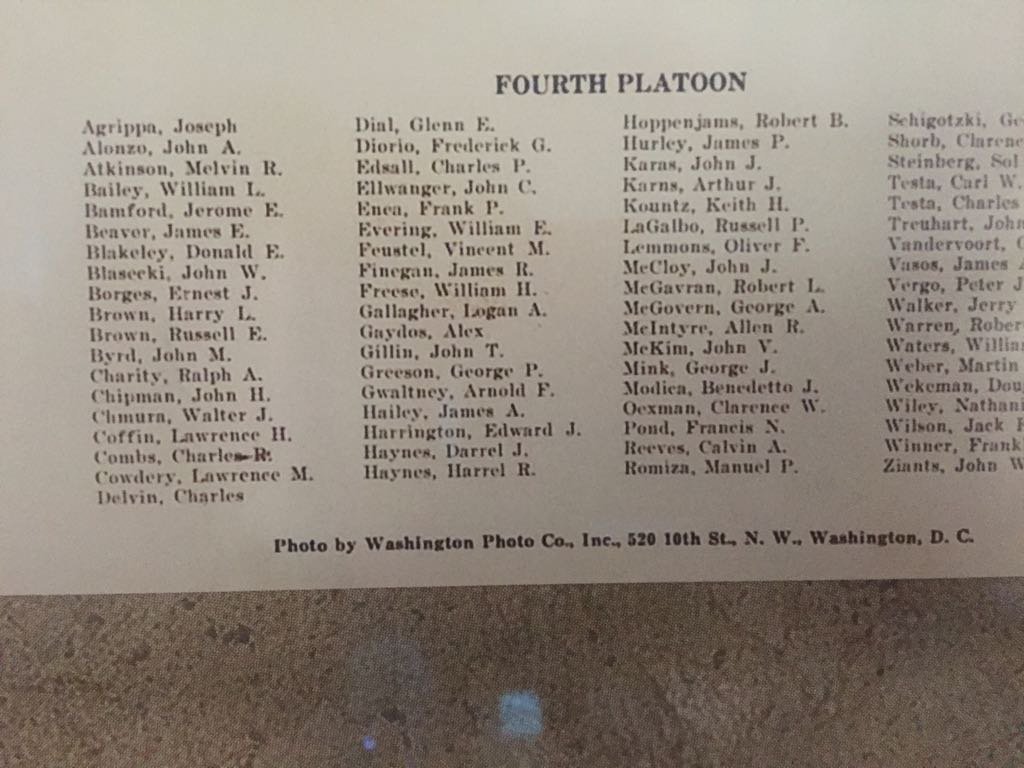 FOURTH PLATOON
Agrippa, Joseph
Alonzo, John A.
Atkinson, Melvin R.
Bailey, William L.
Bamford, Jerome E.
Beaver, James E.
Blakeley, Donald E.
Blasecki, John W.
Borges, Ernest J.
Brown, Harry L.
Brown, Russell E.
Byrd, John M.
Charity, Ralph A.
Chipman, John H.
Chmura, Walter J.
Coffin, Lawrence H.
Combs, Charles R.
Cowdery, Lawrence M.
Delvin, Charles
Dial, Glenn E.
Diorio, Frederick G.
Edsall, Charles P.
Ellwanger, John C.
Enea, Frank P.
Evering, William E.
Feustel, Vincent M.
Finegan, James R.
Freese, William H.
Gallagher, Logan A.
Gaydos, Alex
Gillin, John T.
Greeson, George P.
Gwaltney, Arnold F.
Hailey, James A.
Harrington, Edward J.
Haynes, Darrel J.
Haynes, Harrel R.
Hoppenjams, Robert B.
Hurley, James P.
Karas, John J.
Karns, Arthur J.
Kountz, Keith H.
LaGalbo, Russell P.
Lemmons, Oliver F.
McCloy, John J.
McGavran, Robert L.
McGovern, George A.
McIntyre, Allen R.
McKim, John V.
Mink, George J.
Modica, Benedetto J.
Oexman, Clarence W.
Pond, Francis N.
Reeves, Calvin A.
Romiza, Manuel P.
Schigotzki, Ge
Shorb, Clarenc
Steinberg, Sol
Testa, Carl W.
Testa, Charles
Treuhart, John
Vandervoort,
Vasos, James
Vergo, Peter J
Walker, Jerry
Warren, Rober
Waters, Willia
Weber, Martin
Wekeman, Dou
Wiley, Nathani
Wilson, Jack
Winner, Frank
Ziants, John W
Photo by Washington Photo Co., Inc., 520 10th St., N. W., Washington, D. C.